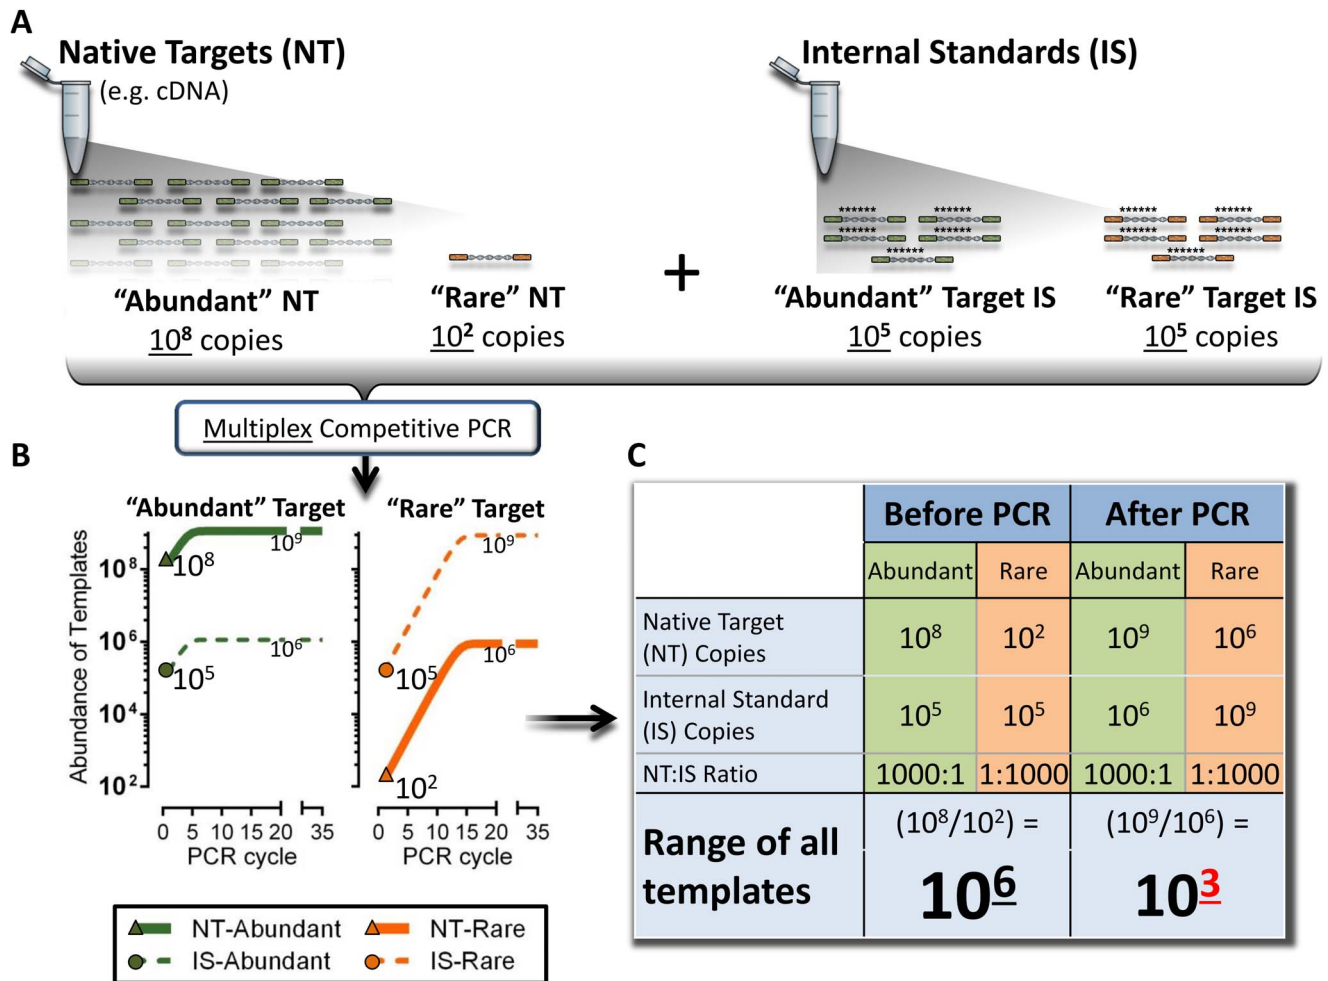 A
Native Targets (NT)
(e.g. cDNA)
Internal Standards (IS)
******
******
******
******
******
******
******
******
******
******
+
“Abundant” NT
10⁸ copies
“Rare” NT
10² copies
“Abundant” Target IS
10⁵ copies
“Rare” Target IS
10⁵ copies
Multiplex Competitive PCR
B
“Abundant” Target
“Rare” Target
Abundance of Templates
10⁸
10⁶
10⁴
10²
10⁸
10⁹
10⁵
10⁶
10⁵
10⁹
10²
10⁶
0 5 10 15 20 35
PCR cycle
0 5 10 15 20 35
PCR cycle
NT-Abundant
NT-Rare
IS-Abundant
IS-Rare
C
Before PCR After PCR
Abundant Rare Abundant Rare
Native Target
(NT) Copies
10⁸ 10² 10⁹ 10⁶
Internal Standard
(IS) Copies
10⁵ 10⁵ 10⁶ 10⁹
NT:IS Ratio 1000:1 1:1000 1000:1 1:1000
Range of all
templates
(10⁸/10²) =
10⁶
(10⁹/10⁶) =
10³